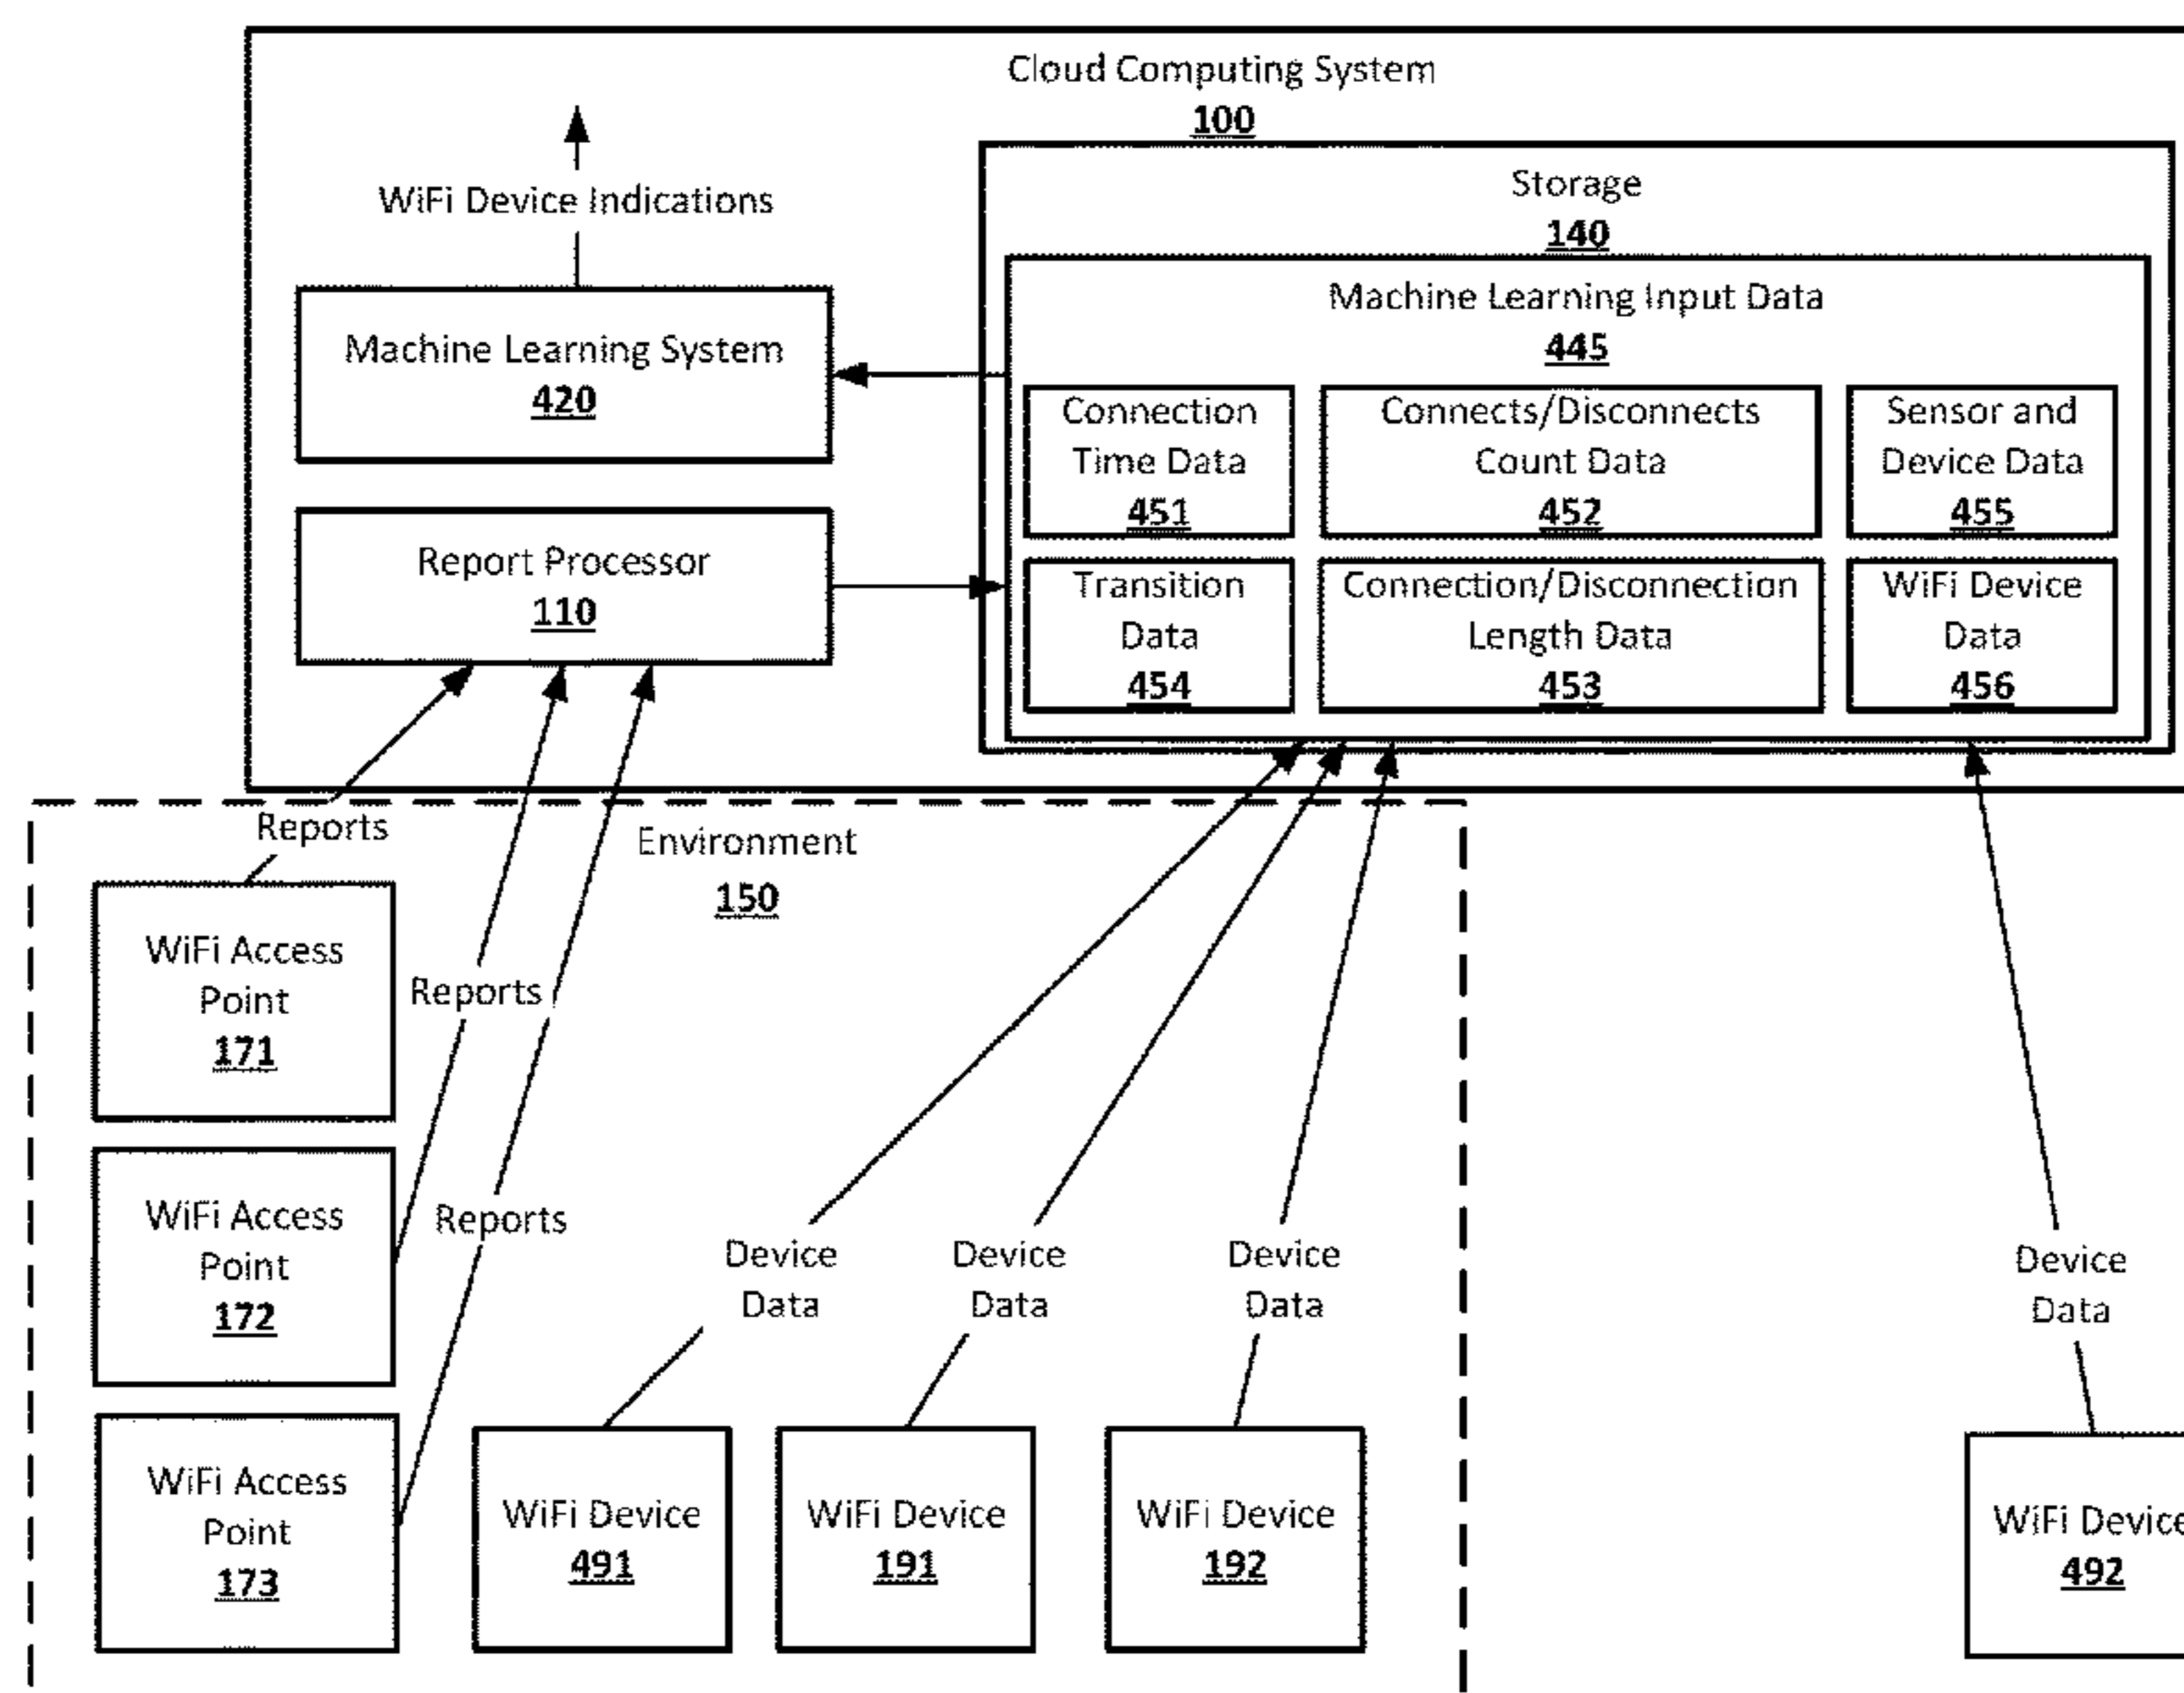 Cloud Computing System
100
WiFi Device Indications
Storage
140
Machine Learning System
420
Machine Learning Input Data
445
Connection
Time Data
451
Connects/Disconnects
Count Data
452
Sensor and
Device Data
455
Report Processor
110
Transition
Data
454
Connection/Disconnection
Length Data
453
WiFi Device
Data
456
Reports
Environment
150
WiFi Access
Point
171
Reports
WiFi Access
Point
172
Reports
Device
Data
Device
Data
Device
Data
Device
Data
WiFi Access
Point
173
WiFi Device
491
WiFi Device
191
WiFi Device
192
WiFi Device
492